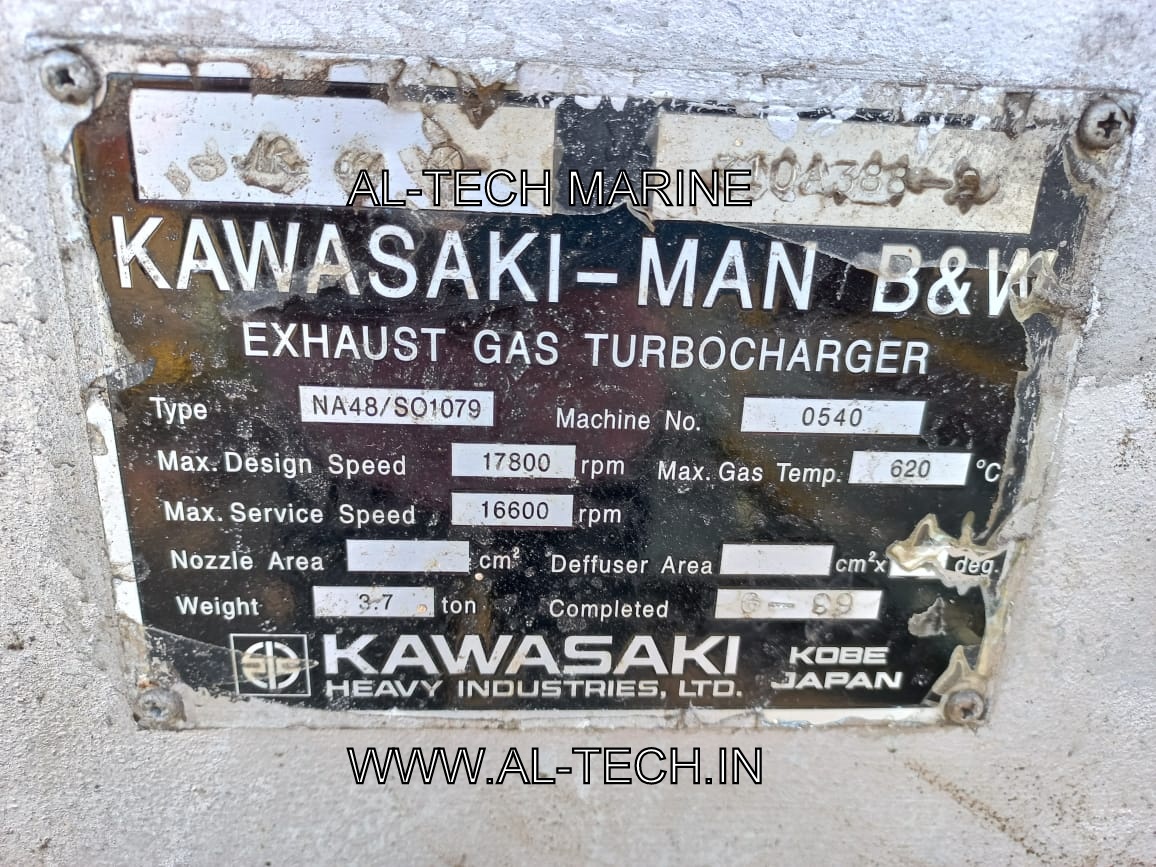 AL-TECH MARINE
KAWASAKI-MAN B&W
EXHAUST GAS TURBOCHARGER
Type NA48/SO1079 Machine No. 0540
Max. Design Speed 17800 rpm Max. Gas Temp. 620 °C
Max. Service Speed 16600 rpm
Nozzle Area cm² Deffuser Area cm²x deg.
Weight 3.7 ton Completed 6-99
KAWASAKI KOBE
HEAVY INDUSTRIES, LTD. JAPAN
WWW.AL-TECH.IN